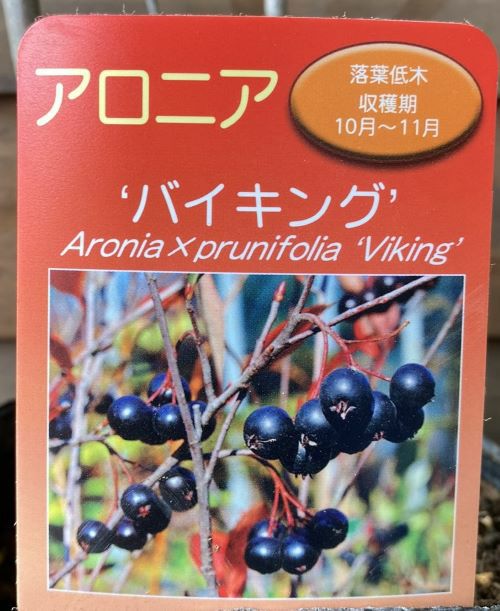 アロニア
落葉低木
収穫期
10月～11月
‘バイキング’
Aronia×prunifolia ‘Viking’